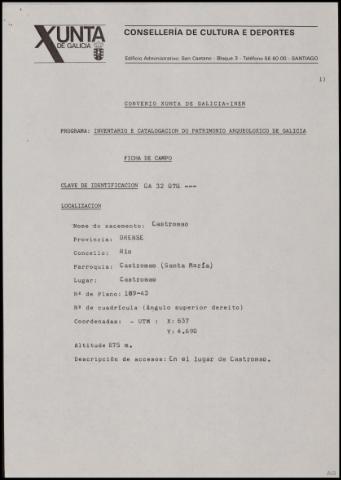 XUNTA
DE GALICIA
CONSELLERÍA DE CULTURA E DEPORTES
Edificio Administrativo San Caetano - Bloque 3 - Teléfono 56 40 00 - SANTIAGO
1)
CONVENIO XUNTA DE GALICIA-INEM
PROGRAMA: INVENTARIO E CATALOGACION DO PATRIMONIO ARQUEOLOXICO DE GALICIA
FICHA DE CAMPO
CLAVE DE IDENTIFICACION GA 32 ---
LOCALIZACION
Nome do xacemento: Castromao
Provincia: ORENSE
Concello: Río
Parroquia: Castromao (Santa María)
Lugar: Castromao
Nº de Plano: 189-4D
Nº de cuadrícula (ángulo superior dereito)
Coordenadas: - UTM : X: 637
Y: 4.690
Altitude 875 m.
Descripción de accesos: En el lugar de Castromao.